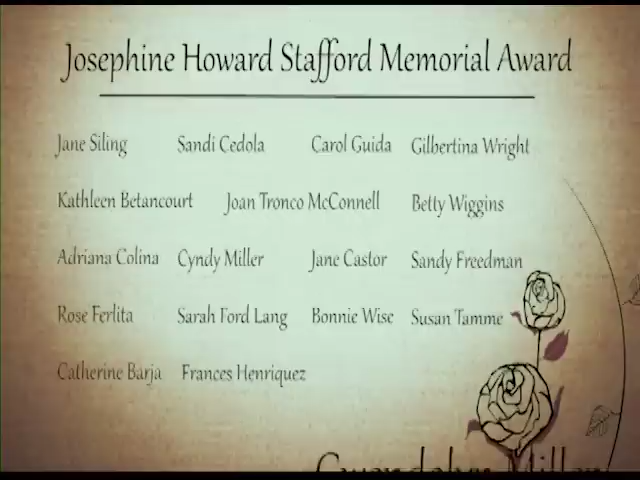 Josephine Howard Stafford Memorial Award
Jane Siling Sandi Cedola Carol Guida Gilbertina Wright
Kathleen Betancourt Joan Tronco McConnell Betty Wiggins
Adriana Colina Cyndy Miller Jane Castor Sandy Freedman
Rose Ferlita Sarah Ford Lang Bonnie Wise Susan Tamme
Catherine Barja Frances Henriquez